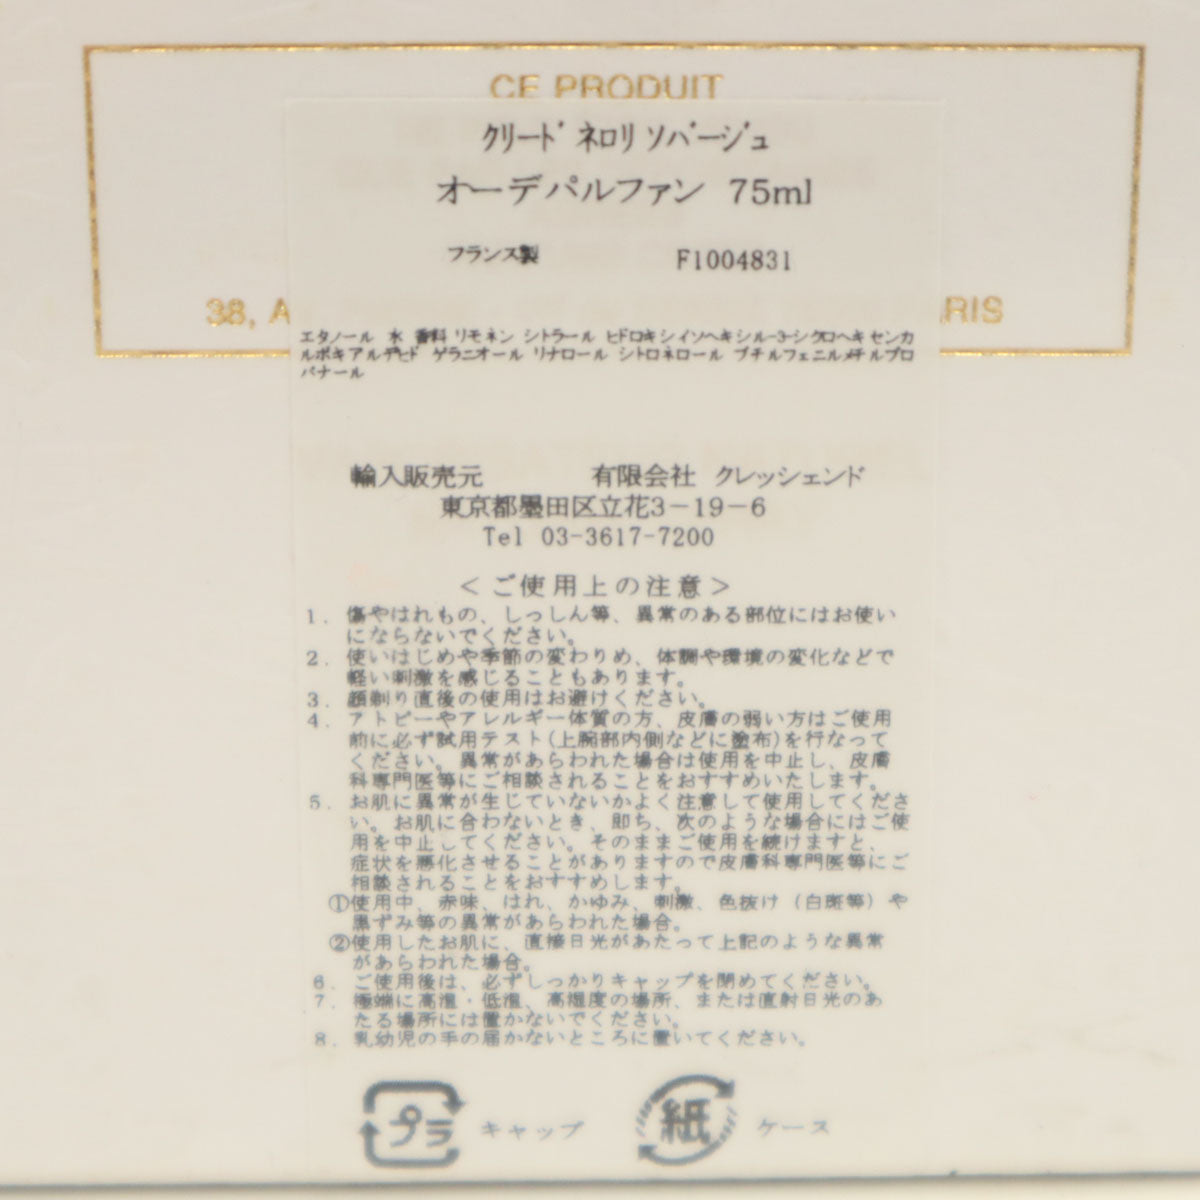 CE PRODUIT
クリード ネロリ ソバージュ
オーデパルファン 75ml
フランス製 F1004831
38, A ARIS
エタノール 水 香料 リモネン シトラール ヒドロキシイソヘキシル-3-シクロヘキセンカ
ルボキアルデヒド ゲラニオール リナロール シトロネロール ブチルフェニルメチルプロ
パナール
輸入販売元 有限会社 クレッシェンド
東京都墨田区立花3-19-6
Tel 03-3617-7200
<ご使用上の注意>
1. 傷やはれもの、しっしん等、異常のある部位にはお使い
にならないでください。
2. 使いはじめや季節の変わりめ、体調や環境の変化などで
軽い刺激を感じることもあります。
3. 顔剃り直後の使用はお避けください。
4. アトピーやアレルギー体質の方、皮膚の弱い方はご使用
前に必ず試用テスト(上腕部内側などに塗布)を行なって
ください。異常があらわれた場合は使用を中止し、皮膚
科専門医等にご相談されることをおすすめいたします。
5. お肌に異常が生じていないかよく注意して使用してくださ
い。お肌に合わないとき、即ち、次のような場合にはご使
用を中止してください。そのままご使用を続けますと、
症状を悪化させることがありますので皮膚科専門医等にご
相談されることをおすすめします。
①使用中、赤味、はれ、かゆみ、刺激、色抜け(白斑等)や
黒ずみ等の異常があらわれた場合。
②使用したお肌に、直接日光があたって上記のような異常
があらわれた場合。
6. ご使用後は、必ずしっかりキャップを閉めてください。
7. 極端に高温・低温、高湿度の場所、または直射日光のあ
たる場所には置かないでください。
8. 乳幼児の手の届かないところに置いてください。
プラ キャップ 紙 ケース